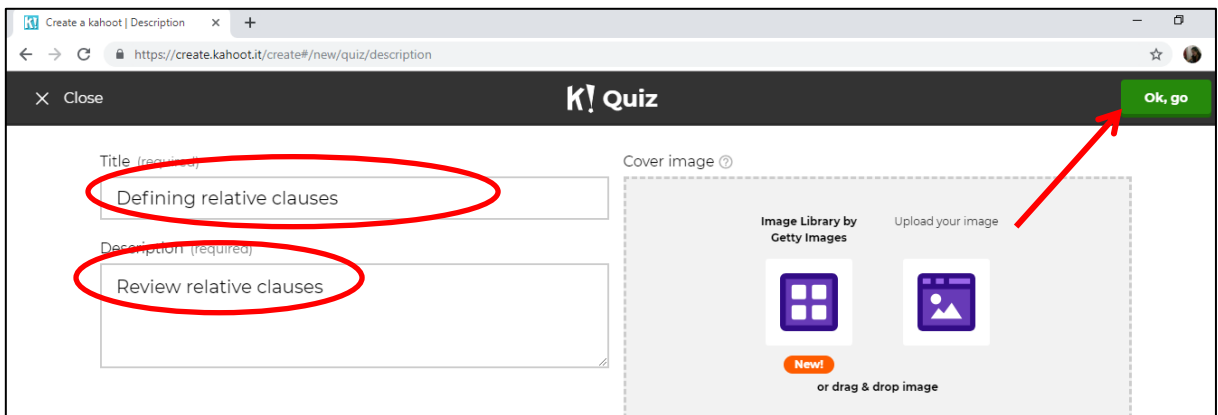 Create a kahoot | Description
https://create.kahoot.it/create#/new/quiz/description
Close
K! Quiz
Ok, go
Title (required)
Defining relative clauses
Description (required)
Review relative clauses
Cover image
Image Library by
Getty Images
Upload your image
New!
or drag & drop image